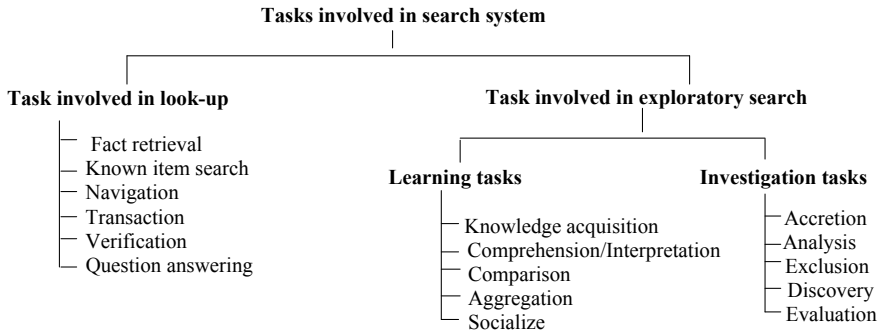 Tasks involved in search system
Task involved in look-up
Fact retrieval
Known item search
Navigation
Transaction
Verification
Question answering
Task involved in exploratory search
Learning tasks
Knowledge acquisition
Comprehension/Interpretation
Comparison
Aggregation
Socialize
Investigation tasks
Accretion
Analysis
Exclusion
Discovery
Evaluation